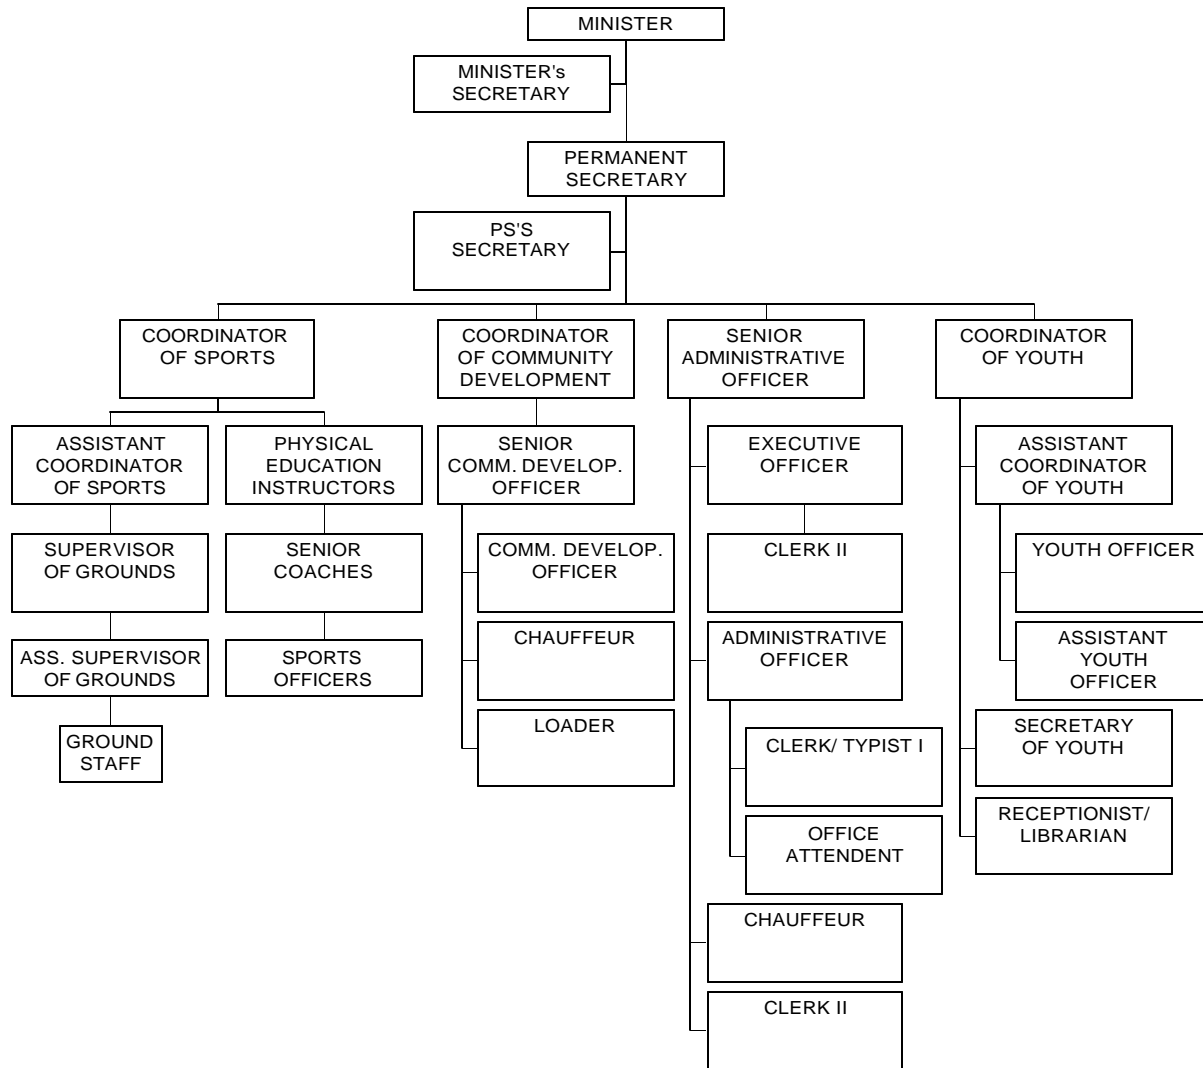 MINISTER
MINISTER's
SECRETARY
PERMANENT
SECRETARY
PS'S
SECRETARY
COORDINATOR
OF SPORTS
COORDINATOR
OF COMMUNITY
DEVELOPMENT
SENIOR
ADMINISTRATIVE
OFFICER
COORDINATOR
OF YOUTH
ASSISTANT
COORDINATOR
OF SPORTS
PHYSICAL
EDUCATION
INSTRUCTORS
SENIOR
COMM. DEVELOP.
OFFICER
EXECUTIVE
OFFICER
ASSISTANT
COORDINATOR
OF YOUTH
SUPERVISOR
OF GROUNDS
SENIOR
COACHES
COMM. DEVELOP.
OFFICER
CLERK II
YOUTH OFFICER
ASS. SUPERVISOR
OF GROUNDS
SPORTS
OFFICERS
CHAUFFEUR
ADMINISTRATIVE
OFFICER
ASSISTANT
YOUTH
OFFICER
GROUND
STAFF
LOADER
CLERK/ TYPIST I
SECRETARY
OF YOUTH
OFFICE
ATTENDENT
RECEPTIONIST/
LIBRARIAN
CHAUFFEUR
CLERK II